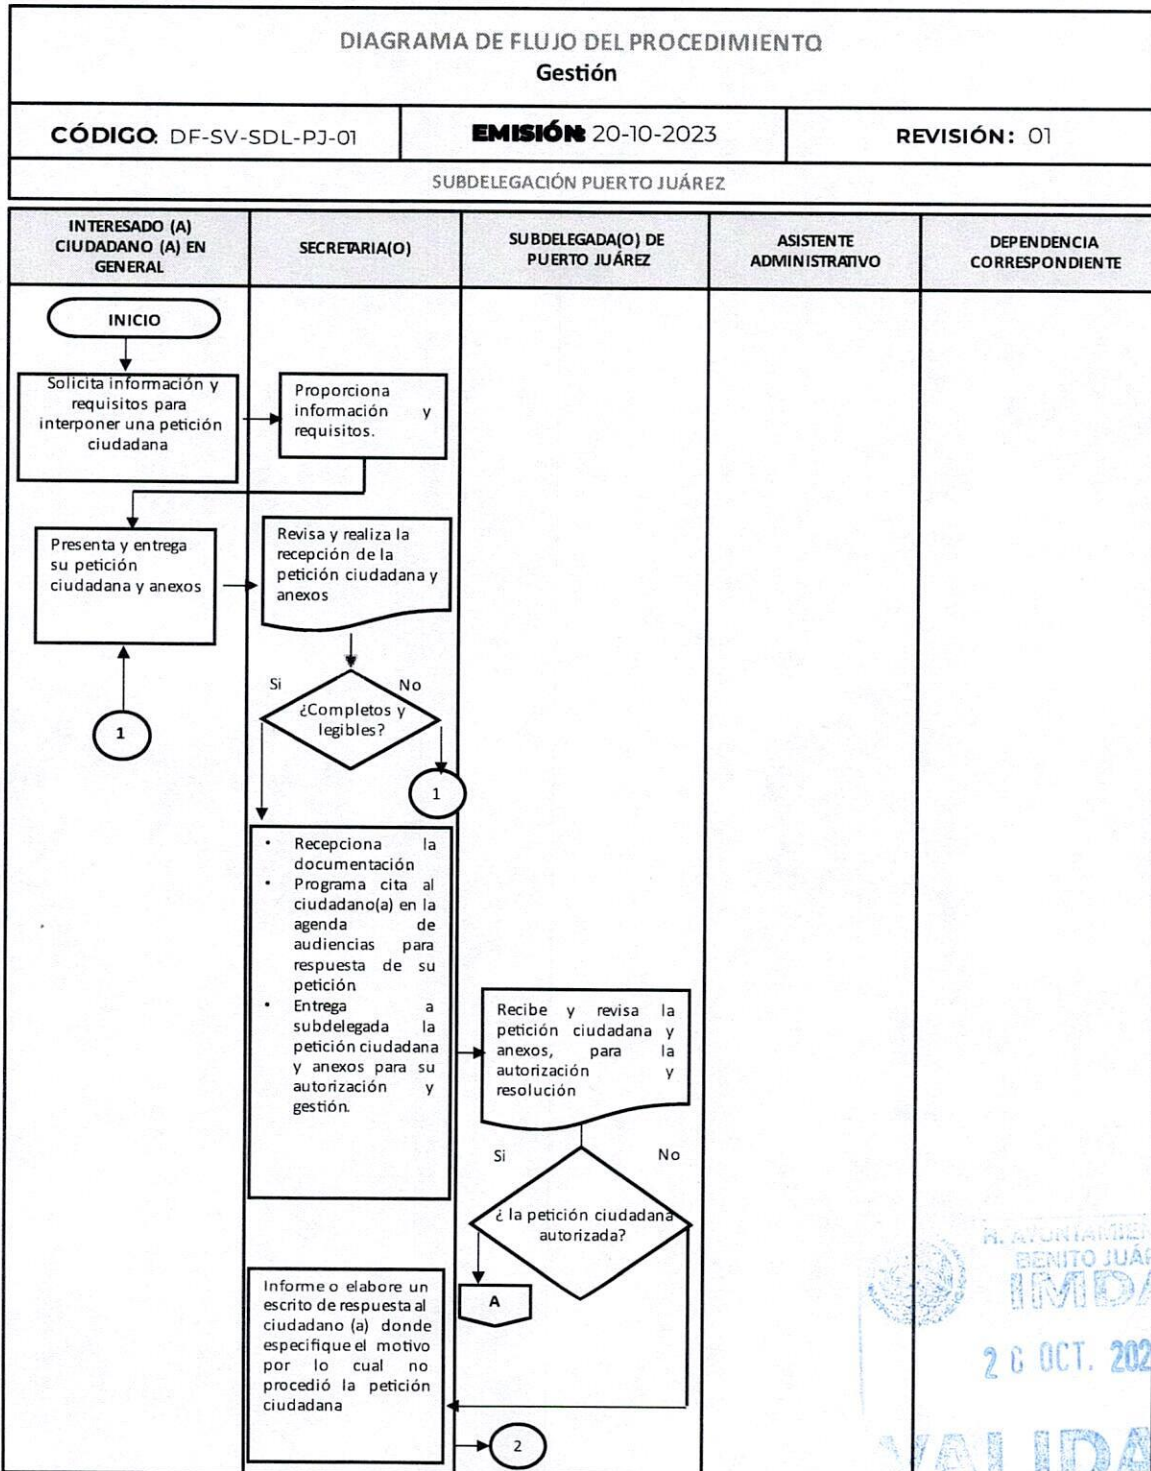 DIAGRAMA DE FLUJO DEL PROCEDIMIENTO
Gestión
CÓDIGO: DF-SV-SDL-PJ-01
EMISIÓN: 20-10-2023
REVISIÓN: 01
SUBDELEGACIÓN PUERTO JUÁREZ
INTERESADO (A)
CIUDADANO (A) EN
GENERAL
SECRETARIA(O)
SUBDELEGADA(O) DE
PUERTO JUÁREZ
ASISTENTE
ADMINISTRATIVO
DEPENDENCIA
CORRESPONDIENTE
INICIO
Solicita información y
requisitos para
interponer una petición
ciudadana
Proporciona
información y
requisitos.
Presenta y entrega
su petición
ciudadana y anexos
Revisa y realiza la
recepción de la
petición ciudadana y
anexos
Si
No
¿Completos y
legibles?
1
1
• Recepciona la
documentación
• Programa cita al
ciudadano(a) en la
agenda de
audiencias para
respuesta de su
petición
• Entrega a
subdelegada la
petición ciudadana
y anexos para su
autorización y
gestión.
Recibe y revisa la
petición ciudadana y
anexos, para la
autorización y
resolución
Si
No
¿ la petición ciudadana
autorizada?
A
Informe o elabore un
escrito de respuesta al
ciudadano (a) donde
especifique el motivo
por lo cual no
procedió la petición
ciudadana
2
H. AYUNTAMIEN
BENITO JUÁR
IMDA
OCT. 202
VALIDA